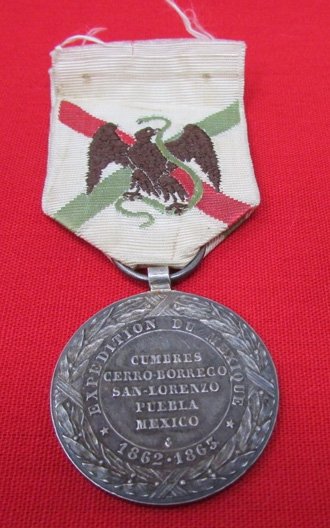 EXPEDITION DU MEXIQUE
CUMBRES
CERRO-BORREGO
SAN-LORENZO
PUEBLA
MEXICO
1862-1863